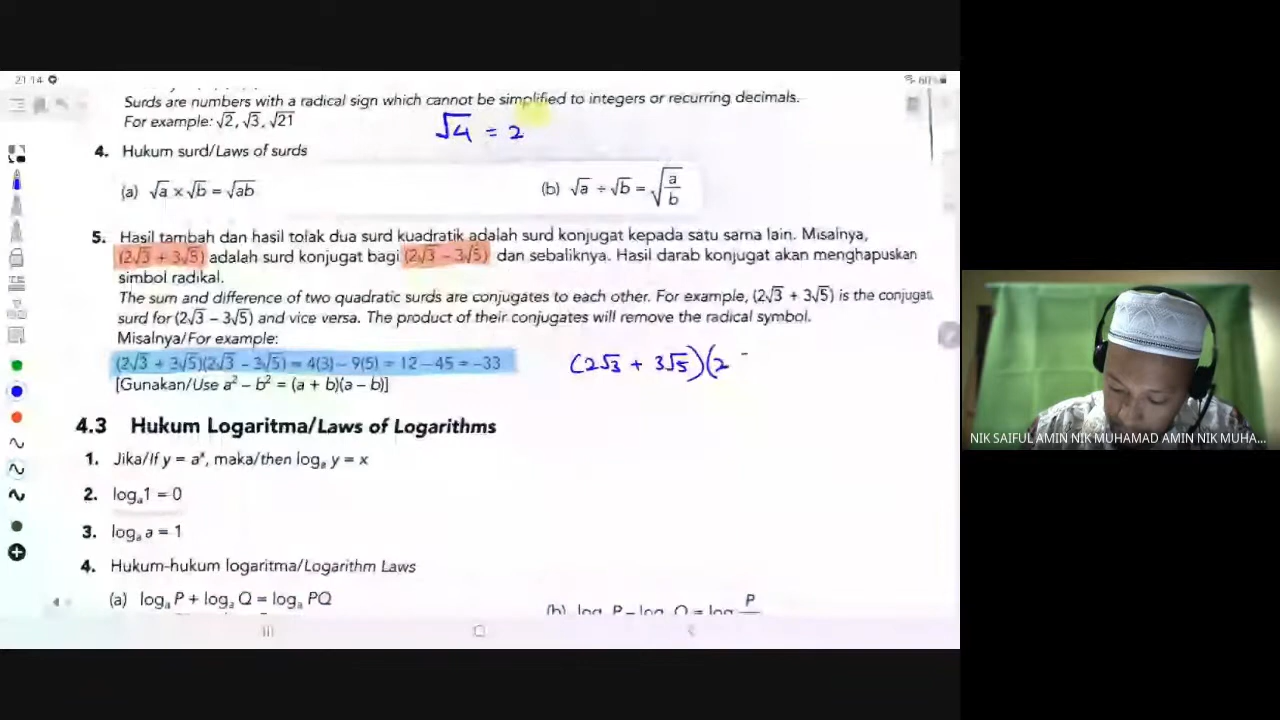 21:14
60%
Surds are numbers with a radical sign which cannot be simplified to integers or recurring decimals.
For example: √2, √3, √21
√4 = 2
4. Hukum surd/Laws of surds
(a) √a × √b = √ab
(b) √a ÷ √b = √(a/b)
5. Hasil tambah dan hasil tolak dua surd kuadratik adalah surd konjugat kepada satu sama lain. Misalnya,
(2√3 + 3√5) adalah surd konjugat bagi (2√3 − 3√5) dan sebaliknya. Hasil darab konjugat akan menghapuskan
simbol radikal.
The sum and difference of two quadratic surds are conjugates to each other. For example, (2√3 + 3√5) is the conjugat
surd for (2√3 − 3√5) and vice versa. The product of their conjugates will remove the radical symbol.
Misalnya/For example:
(2√3 + 3√5)(2√3 − 3√5) = 4(3) − 9(5) = 12 − 45 = −33
(2√3 + 3√5)(2 -
[Gunakan/Use a² − b² = (a + b)(a − b)]
4.3 Hukum Logaritma/Laws of Logarithms
1. Jika/If y = aˣ, maka/then logₐ y = x
2. logₐ1 = 0
3. logₐ a = 1
4. Hukum-hukum logaritma/Logarithm Laws
(a) logₐ P + logₐ Q = logₐ PQ
P
NIK SAIFUL AMIN NIK MUHAMAD AMIN NIK MUHA...